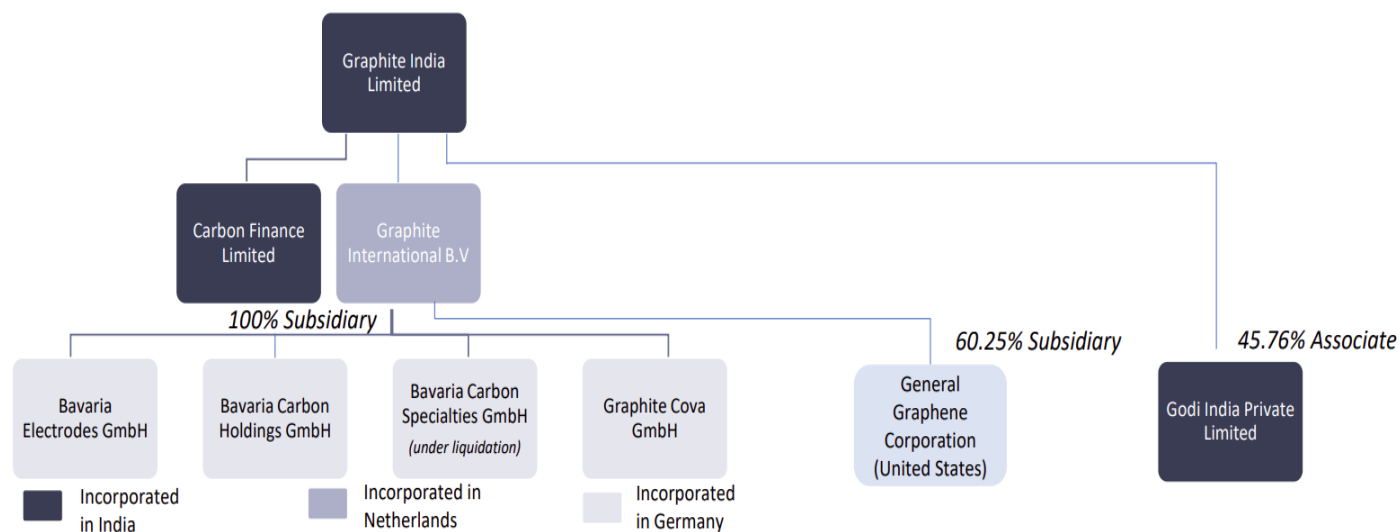 Graphite India
Limited
Carbon Finance
Limited
Graphite
International B.V
100% Subsidiary
60.25% Subsidiary
45.76% Associate
Bavaria
Electrodes GmbH
Bavaria Carbon
Holdings GmbH
Bavaria Carbon
Specialties GmbH
(under liquidation)
Graphite Cova
GmbH
General
Graphene
Corporation
(United States)
Godi India Private
Limited
Incorporated
in India
Incorporated in
Netherlands
Incorporated
in Germany